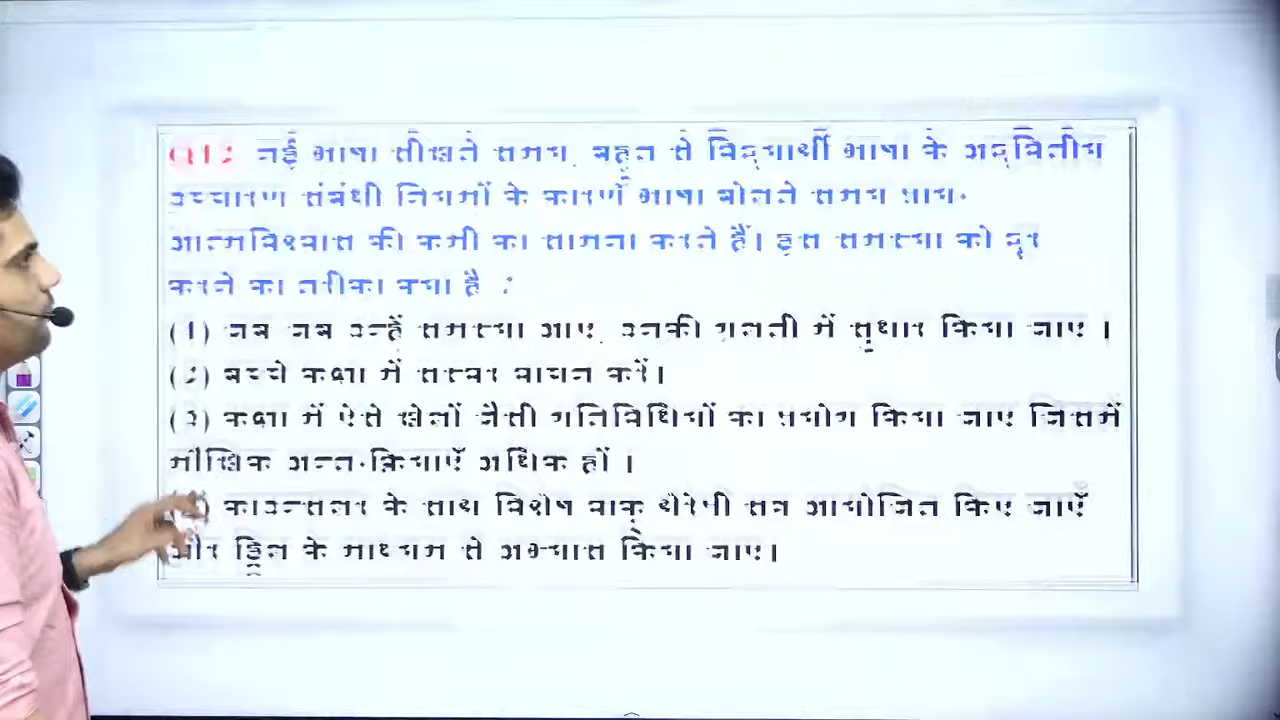 नई भाषा सीखते समय, बहुत से विद्यार्थी भाषा के अद्वितीय
उच्चारण संबंधी नियमों के कारण भाषा बोलते समय प्रायः
आत्मविश्वास की कमी का सामना करते हैं। इस समस्या को दूर
करने का तरीका क्या है ?
(1) जब जब उन्हें समस्या आए, उनकी गलती में सुधार किया जाए ।
(2) बच्चे कक्षा में सस्वर वाचन करें।
(3) कक्षा में ऐसे खेलों जैसी गतिविधियों का प्रयोग किया जाए जिसमें
मौखिक अन्तःक्रियाएँ अधिक हों ।
काउन्सलर के साथ विशेष वाक् थैरेपी सत्र आयोजित किए जाएँ
और ड्रिल के माध्यम से अभ्यास किया जाए।